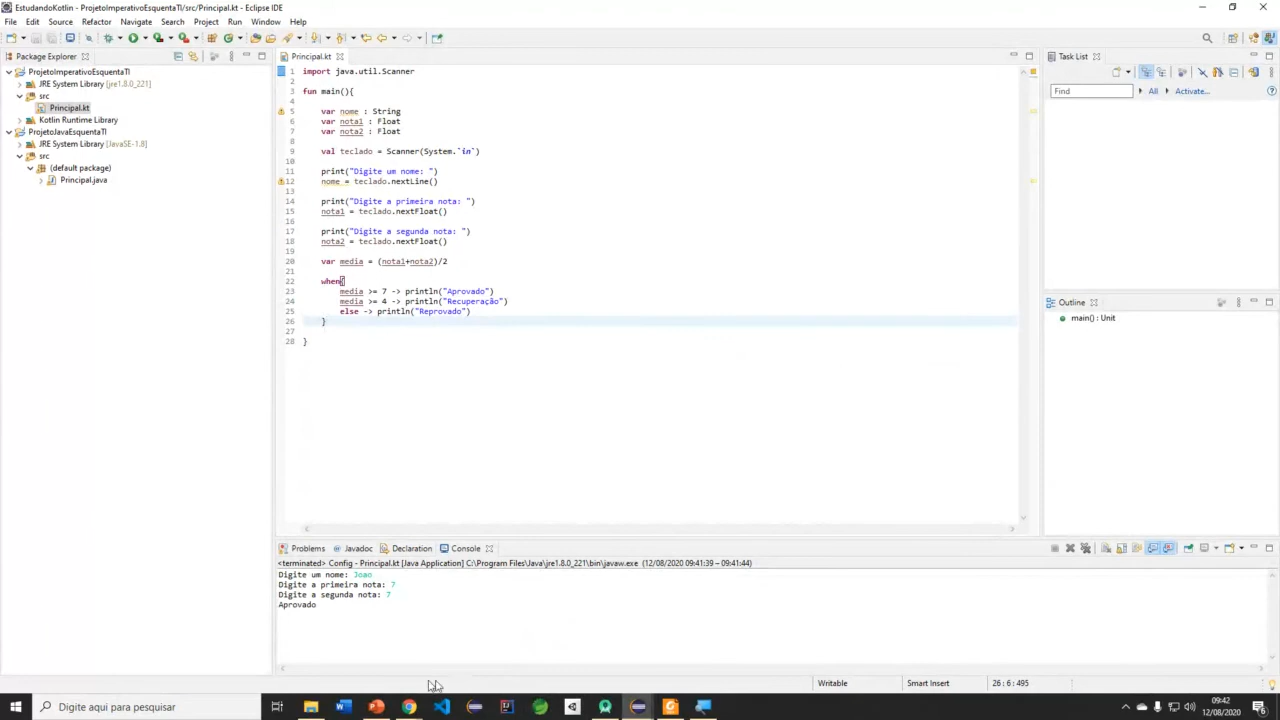 EstudandoKotlin - ProjetoImperativoEsquentaTI/src/Principal.kt - Eclipse IDE
File Edit Source Refactor Navigate Search Project Run Window Help
Package Explorer
ProjetoImperativoEsquentaTI
JRE System Library [jre1.8.0_221]
src
Principal.kt
Kotlin Runtime Library
ProjetoJavaEsquentaTI
JRE System Library [JavaSE-1.8]
src
(default package)
Principal.java
Principal.kt
1 import java.util.Scanner
2
3 fun main(){
4
5 var nome : String
6 var nota1 : Float
7 var nota2 : Float
8
9 val teclado = Scanner(System.`in`)
10
11 print("Digite um nome: ")
12 nome = teclado.nextLine()
13
14 print("Digite a primeira nota: ")
15 nota1 = teclado.nextFloat()
16
17 print("Digite a segunda nota: ")
18 nota2 = teclado.nextFloat()
19
20 var media = (nota1+nota2)/2
21
22 when{
23 media >= 7 -> println("Aprovado")
24 media >= 4 -> println("Recuperação")
25 else -> println("Reprovado")
26 }
27
28 }
Task List
Find All Activate...
Outline
main() : Unit
Problems Javadoc Declaration Console
<terminated> Config - Principal.kt [Java Application] C:\Program Files\Java\jre1.8.0_221\bin\javaw.exe (12/08/2020 09:41:39 – 09:41:44)
Digite um nome: Joao
Digite a primeira nota: 7
Digite a segunda nota: 7
Aprovado
Writable Smart Insert 26 : 6 : 495
Digite aqui para pesquisar
09:42
12/08/2020